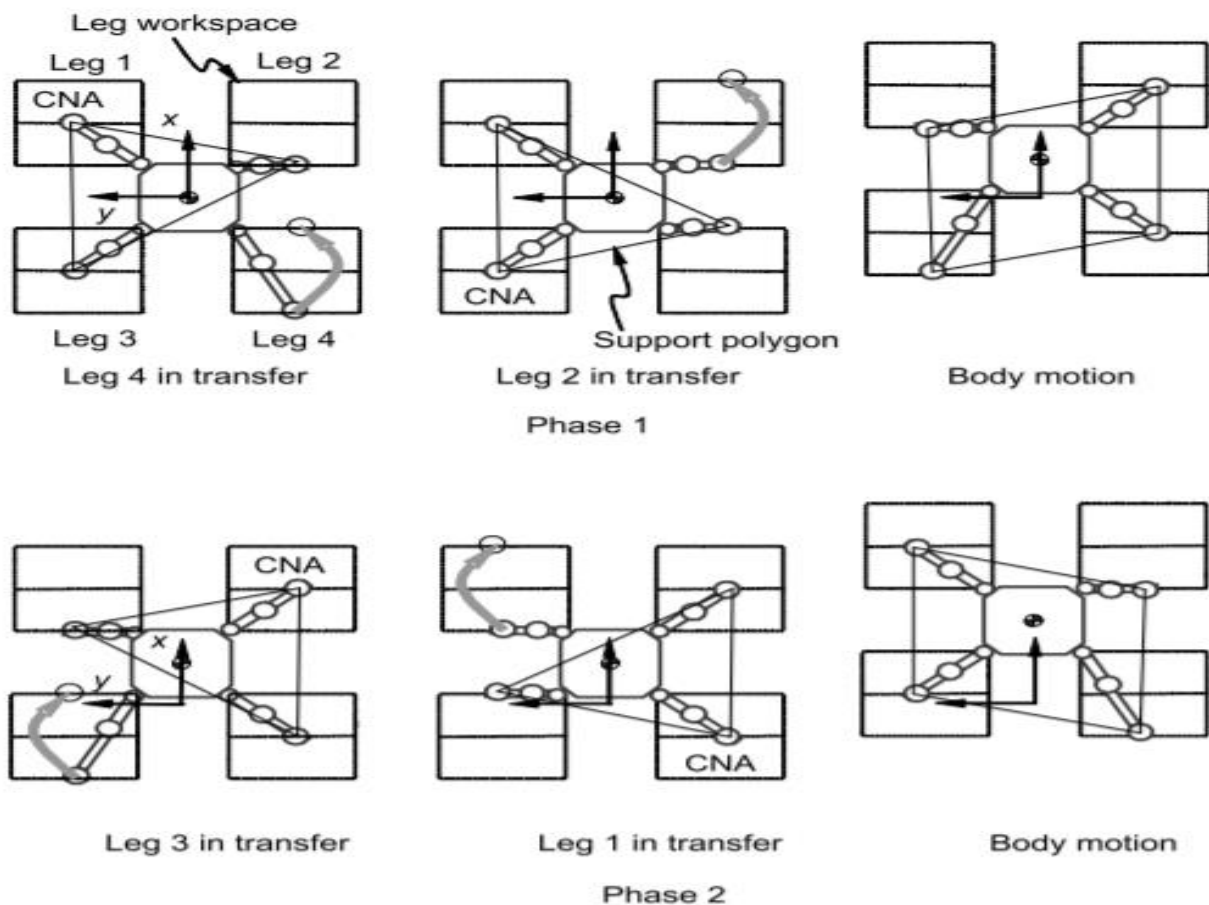 Leg workspace
Leg 1
Leg 2
CNA
x
y
CNA
Leg 3
Leg 4
Support polygon
Leg 4 in transfer
Leg 2 in transfer
Body motion
Phase 1
CNA
x
y
CNA
Leg 3 in transfer
Leg 1 in transfer
Body motion
Phase 2